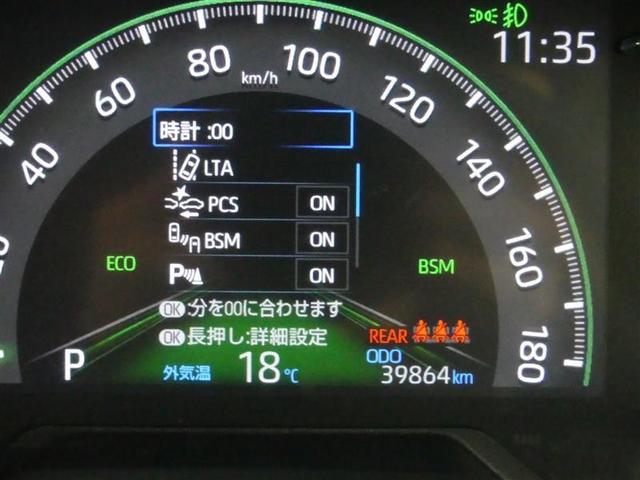 11:35
80
100
km/h
60
120
時計 :00
40
140
LTA
PCS ON
BSM ON
160
ECO
P ON
BSM
OK :分を00に合わせます
OK 長押し:詳細設定
REAR
180
P
外気温 18 ℃
ODO
39864 km